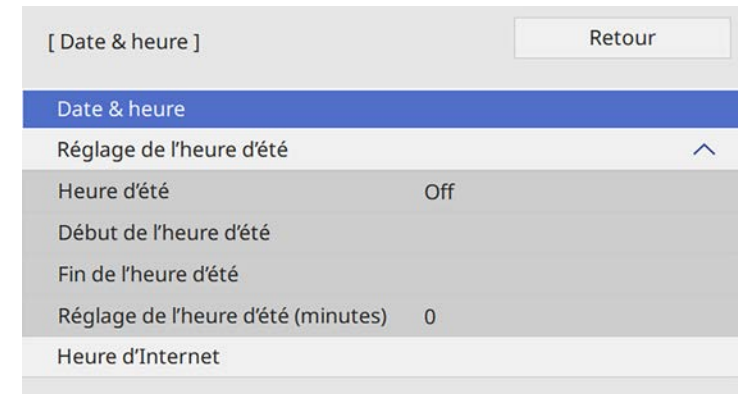 [ Date & heure ]
Retour
Date & heure
Réglage de l’heure d’été
Heure d’été Off
Début de l’heure d’été
Fin de l’heure d’été
Réglage de l’heure d’été (minutes) 0
Heure d’Internet